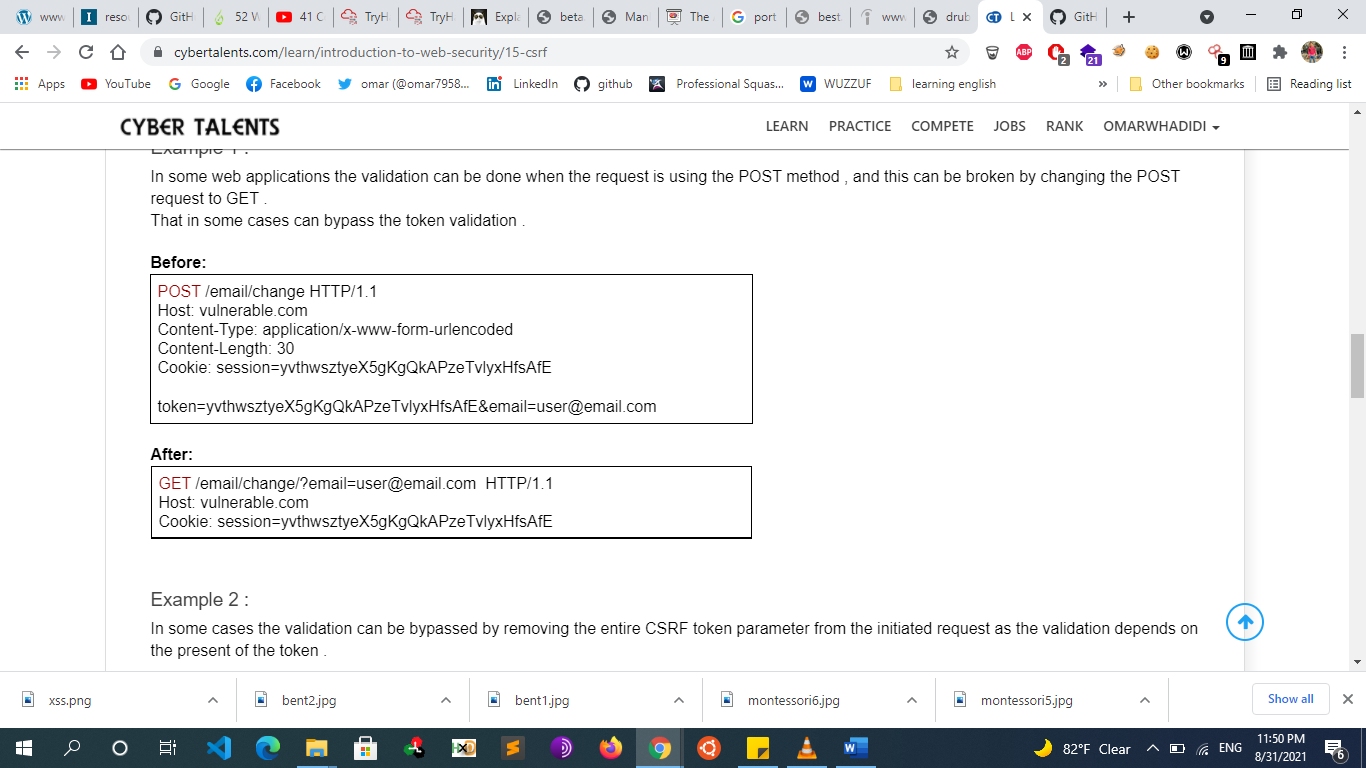 www
reso
GitH
52 W
41 C
TryH
TryH
Expla
beta.
Man
The
port
best
www
drub
L
GitH
cybertalents.com/learn/introduction-to-web-security/15-csrf
ABP
2
21
9
Apps
YouTube
Google
Facebook
omar (@omar7958...
LinkedIn
github
Professional Squas...
WUZZUF
learning english
»
Other bookmarks
Reading list
CYBER TALENTS
LEARN
PRACTICE
COMPETE
JOBS
RANK
OMARWHADIDI
Example 1 :
In some web applications the validation can be done when the request is using the POST method , and this can be broken by changing the POST
request to GET .
That in some cases can bypass the token validation .
Before:
POST /email/change HTTP/1.1
Host: vulnerable.com
Content-Type: application/x-www-form-urlencoded
Content-Length: 30
Cookie: session=yvthwsztyeX5gKgQkAPzeTvlyxHfsAfE
token=yvthwsztyeX5gKgQkAPzeTvlyxHfsAfE&email=user@email.com
After:
GET /email/change/?email=user@email.com  HTTP/1.1
Host: vulnerable.com
Cookie: session=yvthwsztyeX5gKgQkAPzeTvlyxHfsAfE
Example 2 :
In some cases the validation can be bypassed by removing the entire CSRF token parameter from the initiated request as the validation depends on
the present of the token .
xss.png
bent2.jpg
bent1.jpg
montessori6.jpg
montessori5.jpg
Show all
82°F Clear
ENG
11:50 PM
8/31/2021
6